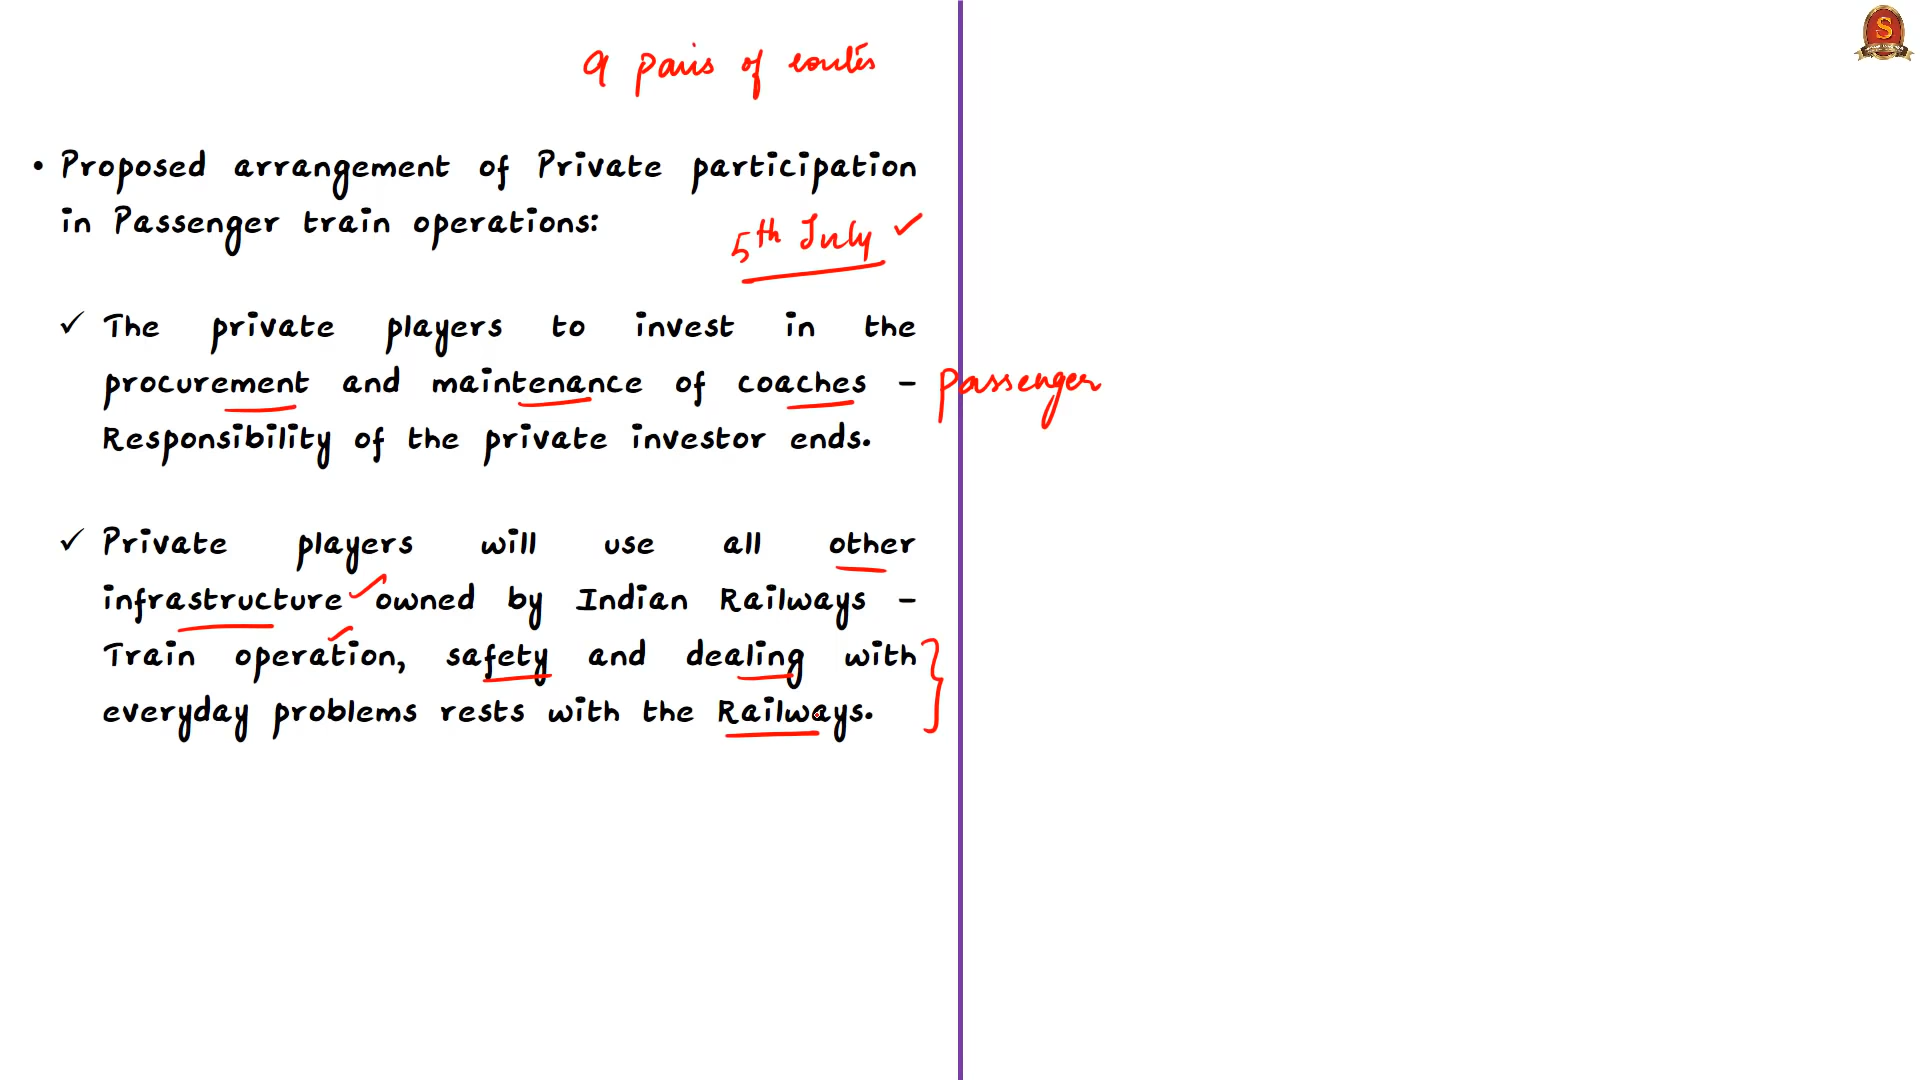 9 pairs of routes
• Proposed arrangement of Private participation
in Passenger train operations:
5th July ✓
✓ The private players to invest in the
procurement and maintenance of coaches - Passenger
Responsibility of the private investor ends.
✓ Private players will use all other
infrastructure owned by Indian Railways -
Train operation, safety and dealing with
everyday problems rests with the Railways.
S